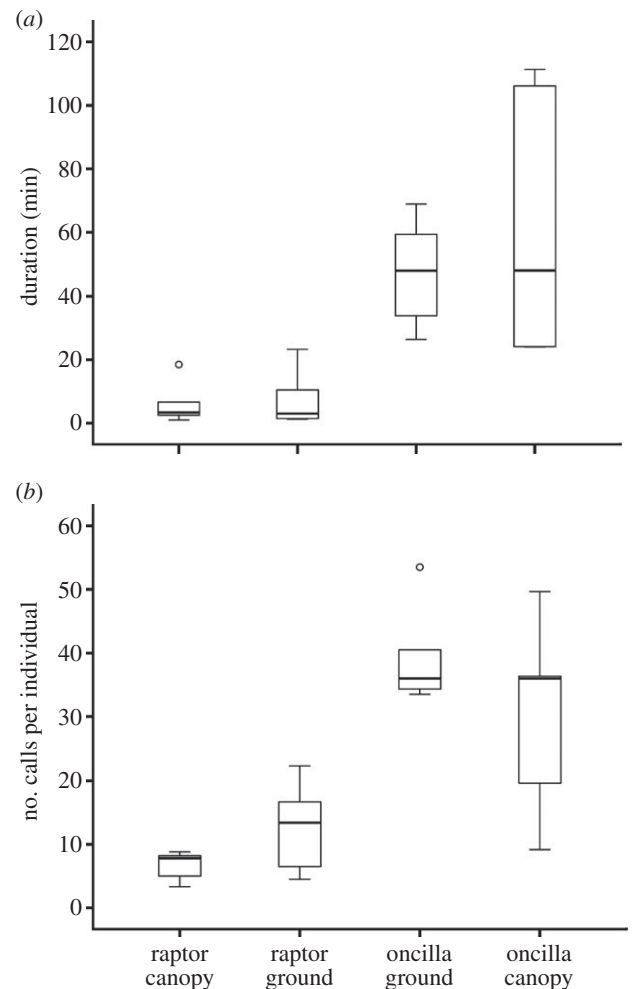 (a)
120
100
80
60
40
20
0
duration (min)
(b)
60
50
40
30
20
10
0
no. calls per individual
raptor canopy
raptor ground
oncilla ground
oncilla canopy